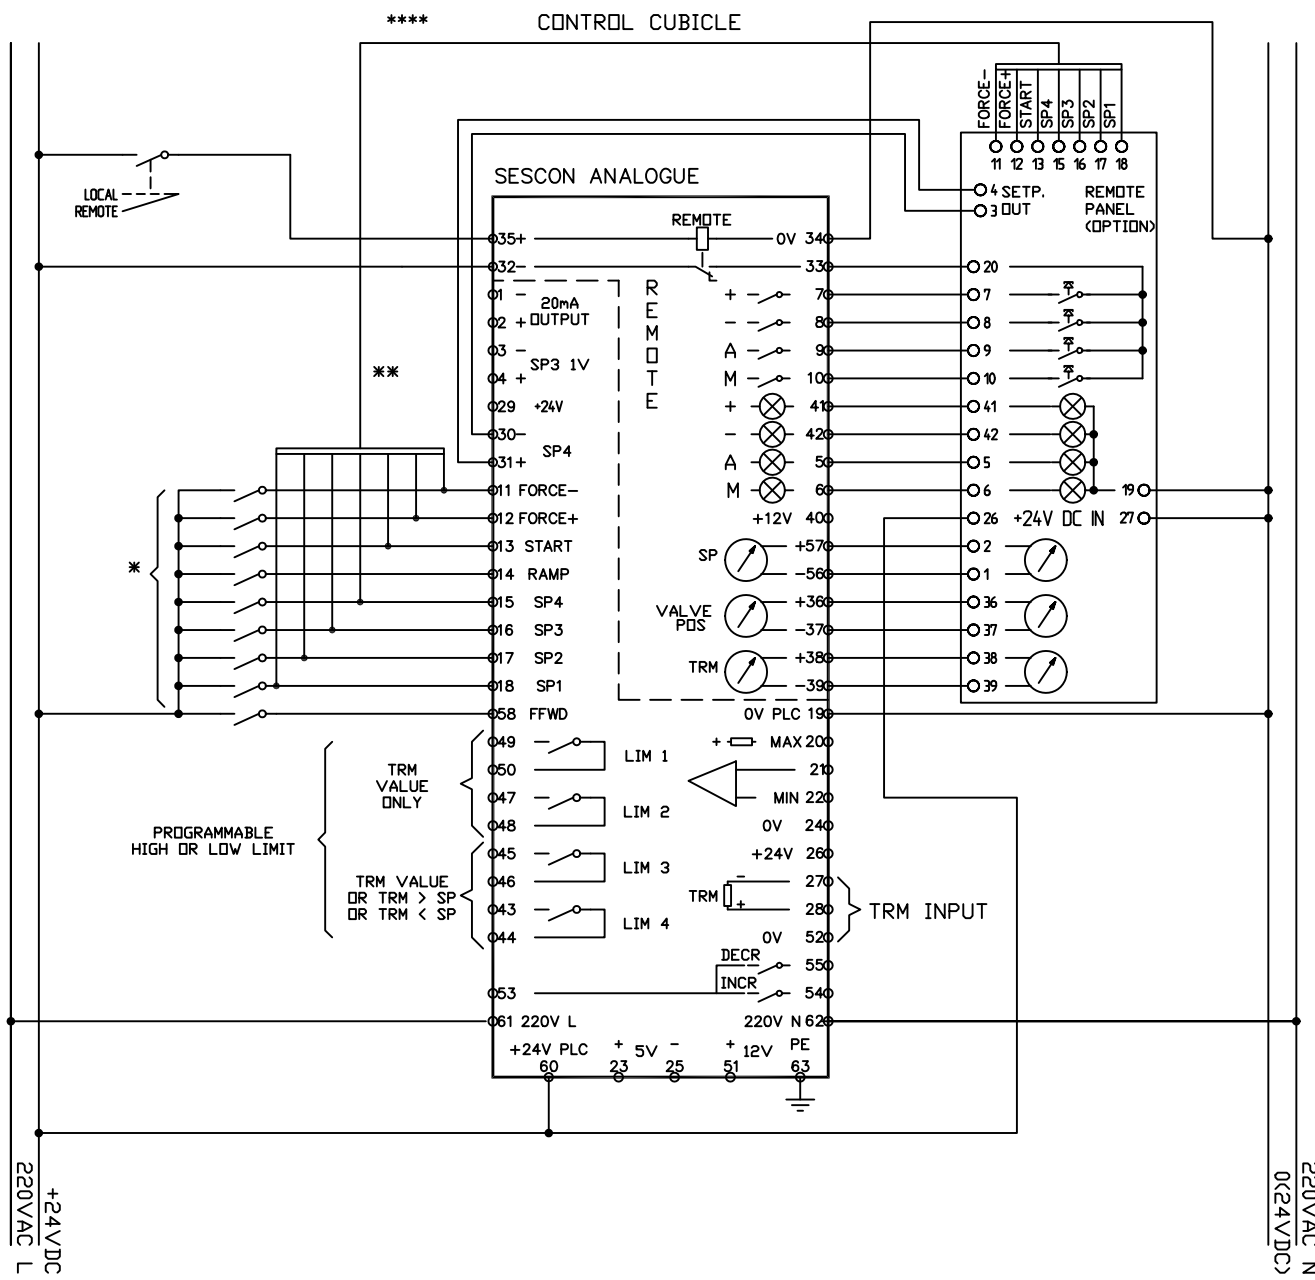 **** CONTROL CUBICLE
FORCE-
FORCE+
START
SP4
SP3
SP2
SP1
11 12 13 15 16 17 18
4 SETP.
3 OUT
REMOTE
PANEL
(OPTION)
LOCAL
REMOTE
SESCON ANALOGUE
REMOTE
35+ 0V 34
32- 33 20
1 - + 7 7
20mA
OUTPUT
2 + - 8 8
3 - A 9 9
SP3 1V
4 + M 10 10
REMOTE
**
29 +24V + 41 41
30- - 42 42
SP4
31+ A 5 5
11 FORCE- M 6 6 19
12 FORCE+ +12V 40 26 +24V DC IN 27
13 START SP +57 2
*
14 RAMP -56 1
15 SP4 VALVE
POS +36 36
16 SP3 -37 37
17 SP2 TRM +38 38
18 SP1 -39 39
58 FFWD 0V PLC 19
49 LIM 1 + MAX 20
50 21
TRM
VALUE
ONLY
47 LIM 2 MIN 22
48 0V 24
PROGRAMMABLE
HIGH OR LOW LIMIT
45 LIM 3 +24V 26
46 TRM - 27
TRM VALUE
OR TRM > SP
OR TRM < SP
43 LIM 4 + 28
TRM INPUT
44 0V 52
DECR 55
53 INCR 54
61 220V L 220V N 62
+24V PLC + 5V - + 12V PE
60 23 25 51 63
220VAC L
+24VDC
0(24VDC)
220VAC N